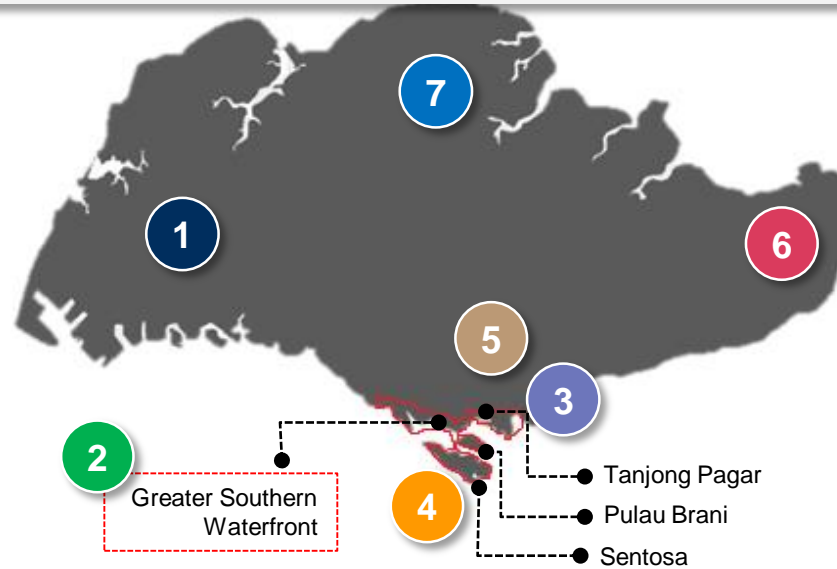 7
1
6
5
3
2
Greater Southern
Waterfront
4
Tanjong Pagar
Pulau Brani
Sentosa